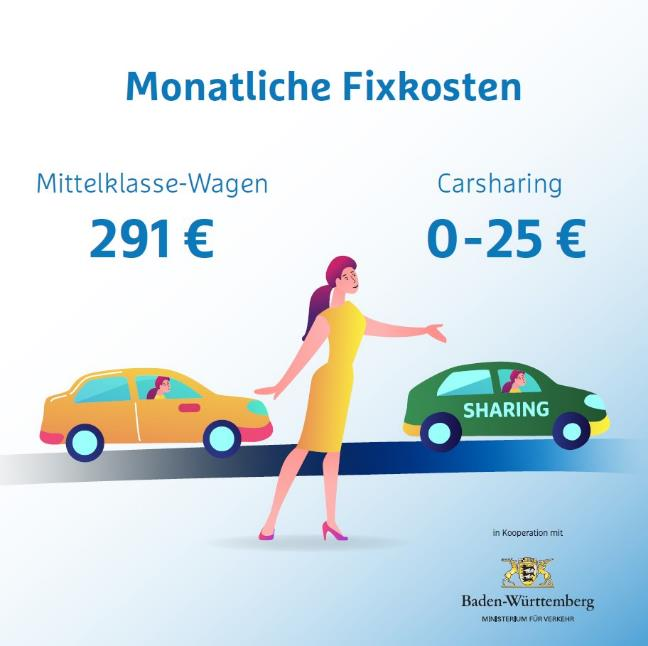 Monatliche Fixkosten
Mittelklasse-Wagen
291 €
Carsharing
0-25 €
SHARING
in Kooperation mit
Baden-Württemberg
MINISTERIUM FÜR VERKEHR